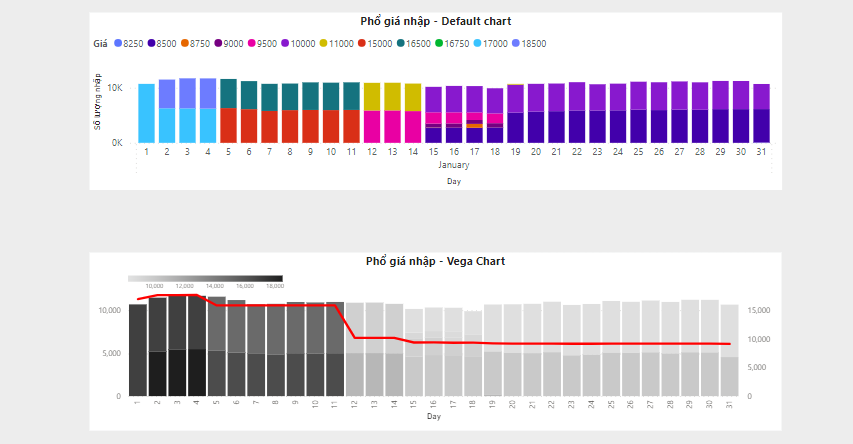 Phổ giá nhập - Default chart
Giá 8250 8500 8750 9000 9500 10000 11000 15000 16500 16750 17000 18500
Số lượng nhập
10K
0K
1 2 3 4 5 6 7 8 9 10 11 12 13 14 15 16 17 18 19 20 21 22 23 24 25 26 27 28 29 30 31
January
Day
Phổ giá nhập - Vega Chart
10,000 12,000 14,000 16,000 18,000
10,000
5,000
0
15,000
10,000
5,000
0
1 2 3 4 5 6 7 8 9 10 11 12 13 14 15 16 17 18 19 20 21 22 23 24 25 26 27 28 29 30 31
Day